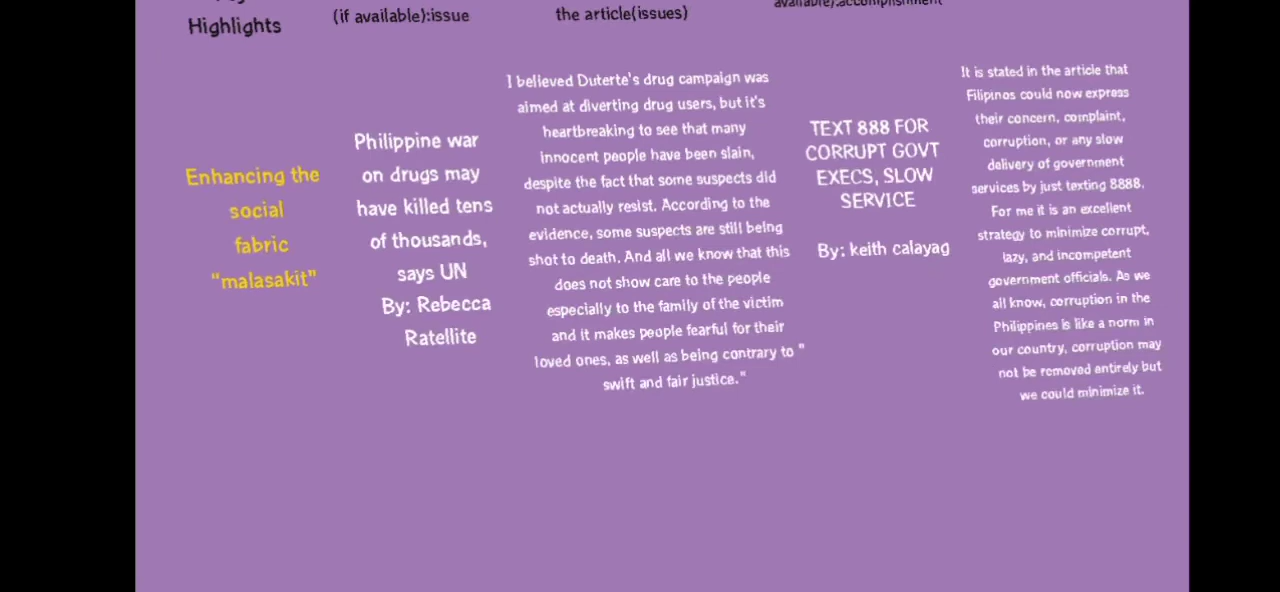 Highlights
(if available):issue
the article(issues)
available):accomplishment
Enhancing the
social
fabric
“malasakit”
Philippine war
on drugs may
have killed tens
of thousands,
says UN
By: Rebecca
Ratellite
I believed Duterte's drug campaign was
aimed at diverting drug users, but it's
heartbreaking to see that many
innocent people have been slain,
despite the fact that some suspects did
not actually resist. According to the
evidence, some suspects are still being
shot to death. And all we know that this
does not show care to the people
especially to the family of the victim
and it makes people fearful for their
loved ones, as well as being contrary to "
swift and fair justice."
TEXT 888 FOR
CORRUPT GOVT
EXECS, SLOW
SERVICE
By: keith calayag
It is stated in the article that
Filipinos could now express
their concern, complaint,
corruption, or any slow
delivery of government
services by just texting 8888.
For me it is an excellent
strategy to minimize corrupt,
lazy, and incompetent
government officials. As we
all know, corruption in the
Philippines is like a norm in
our country, corruption may
not be removed entirely but
we could minimize it.